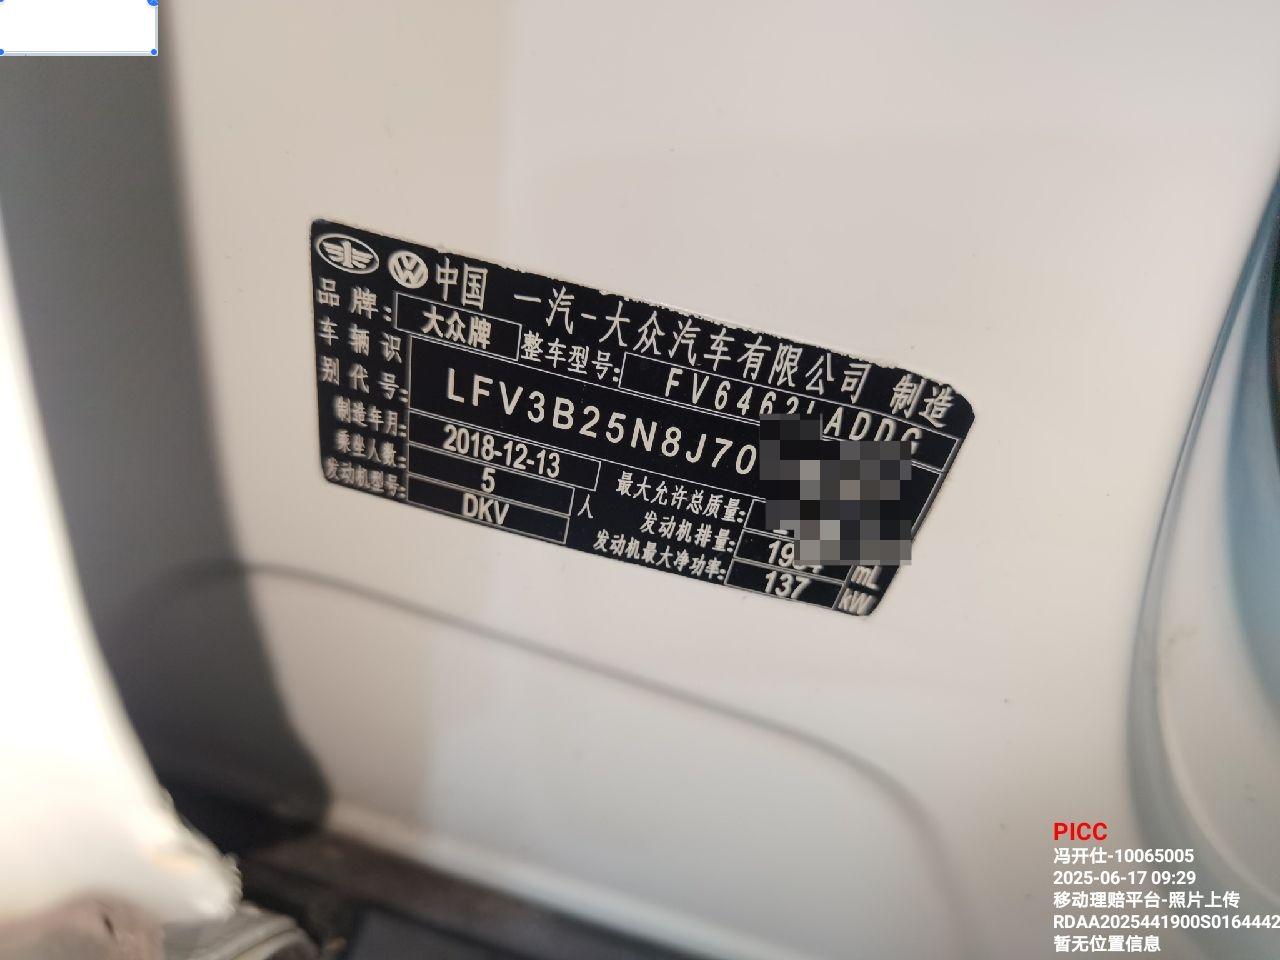 中国 一汽-大众汽车有限公司 制造
品牌: 大众牌 整车型号: FV6462LADDG
车辆识别代号: LFV3B25N8J70
制造年月: 2018-12-13 最大允许总质量:
乘坐人数: 5 人 发动机排量: mL
发动机型号: DKV 发动机最大净功率: 137 kW
PICC
冯开仕-10065005
2025-06-17 09:29
移动理赔平台-照片上传
RDAA2025441900S0164442
暂无位置信息